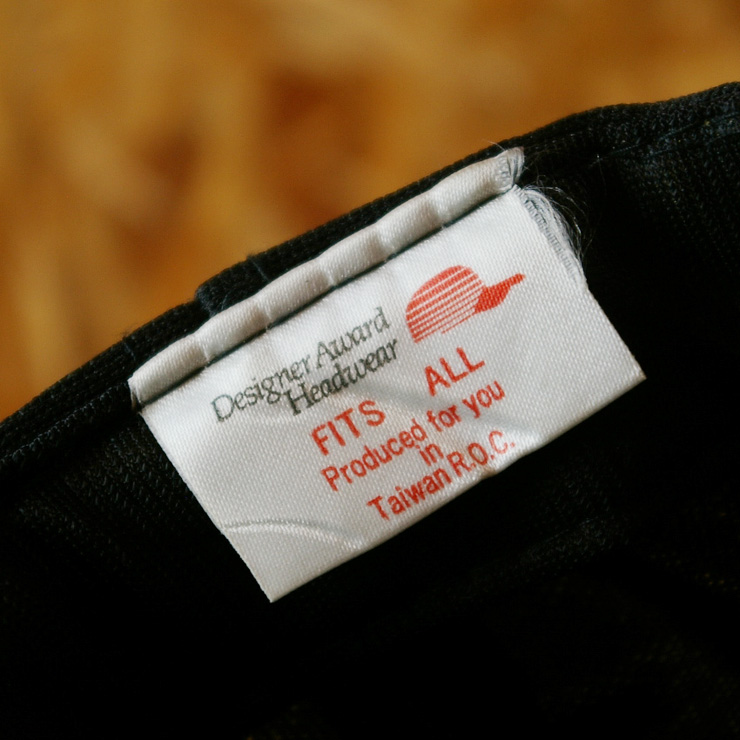 Designer Award
Headwear
FITS ALL
Produced for you
in
Taiwan R.O.C.